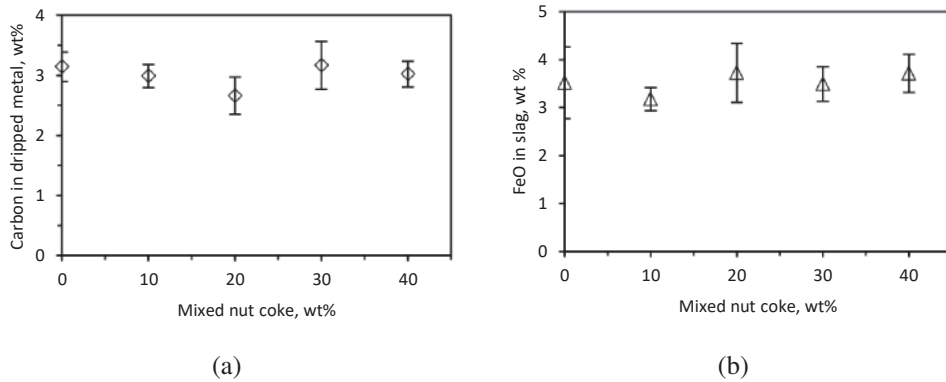 4
3
2
1
0
0 10 20 30 40
Carbon in dripped metal, wt%
Mixed nut coke, wt%
(a)
5
4
3
2
1
0
0 10 20 30 40
FeO in slag, wt %
Mixed nut coke, wt%
(b)